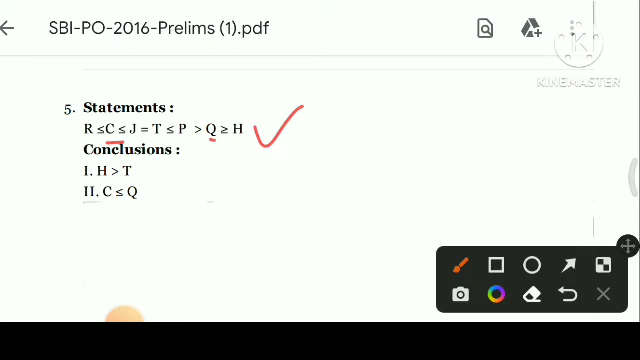 SBI-PO-2016-Prelims (1).pdf
KINEMASTER
5. Statements :
R ≤C ≤ J = T ≤ P > Q ≥ H
Conclusions :
I. H > T
II. C ≤ Q